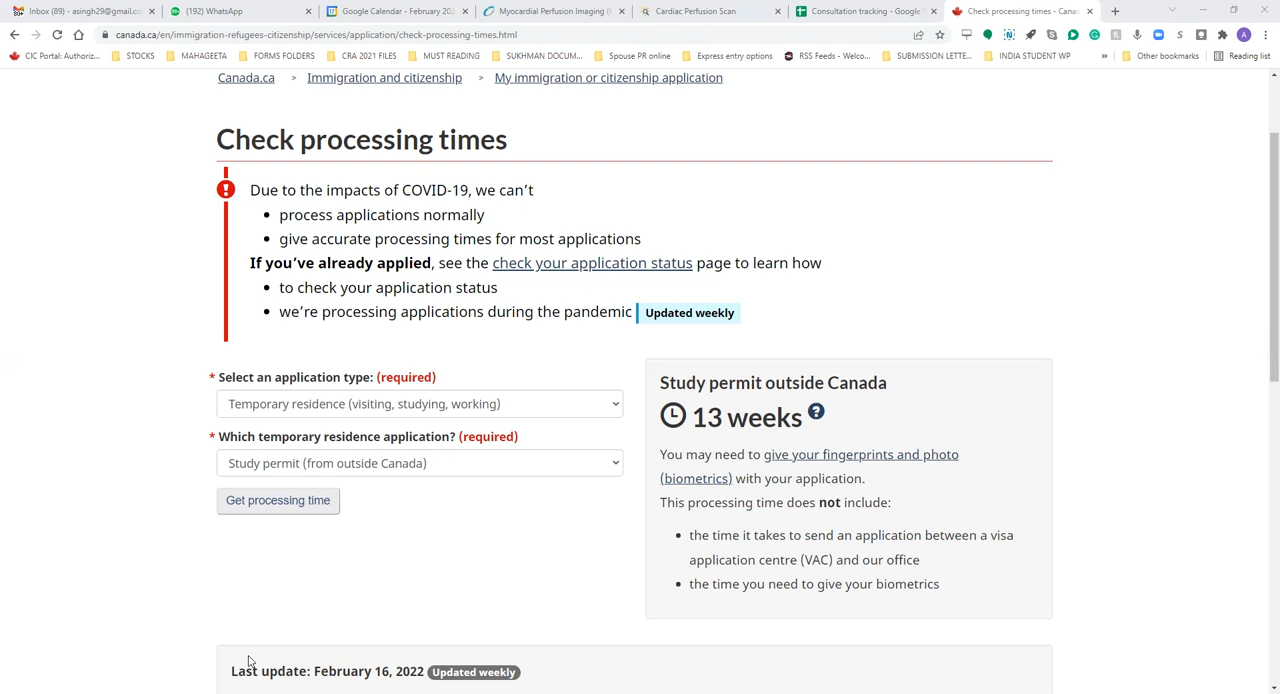 Inbox (89) - asingh29@gmail.co
(192) WhatsApp
Google Calendar - February 202
Myocardial Perfusion Imaging (
Cardiac Perfusion Scan
Consultation tracking - Google
Check processing times - Cana
canada.ca/en/immigration-refugees-citizenship/services/application/check-processing-times.html
CIC Portal: Authoriz...
STOCKS
MAHAGEETA
FORMS FOLDERS
CRA 2021 FILES
JUST BUILDING
SUKHMAN DOCUM...
Spouse PR online
Express entry options
RSS Feeds - Welco...
SUBMISSION LETTE...
INDIA STUDENT WP
»
Other bookmarks
Reading list
Canada.ca > Immigration and citizenship > My immigration or citizenship application
Check processing times
Due to the impacts of COVID-19, we can't
• process applications normally
• give accurate processing times for most applications
If you've already applied, see the check your application status page to learn how
• to check your application status
• we're processing applications during the pandemic Updated weekly
* Select an application type: (required)
Temporary residence (visiting, studying, working)
* Which temporary residence application? (required)
Study permit (from outside Canada)
Get processing time
Study permit outside Canada
13 weeks ?
You may need to give your fingerprints and photo
(biometrics) with your application.
This processing time does not include:
• the time it takes to send an application between a visa
application centre (VAC) and our office
• the time you need to give your biometrics
Last update: February 16, 2022 Updated weekly